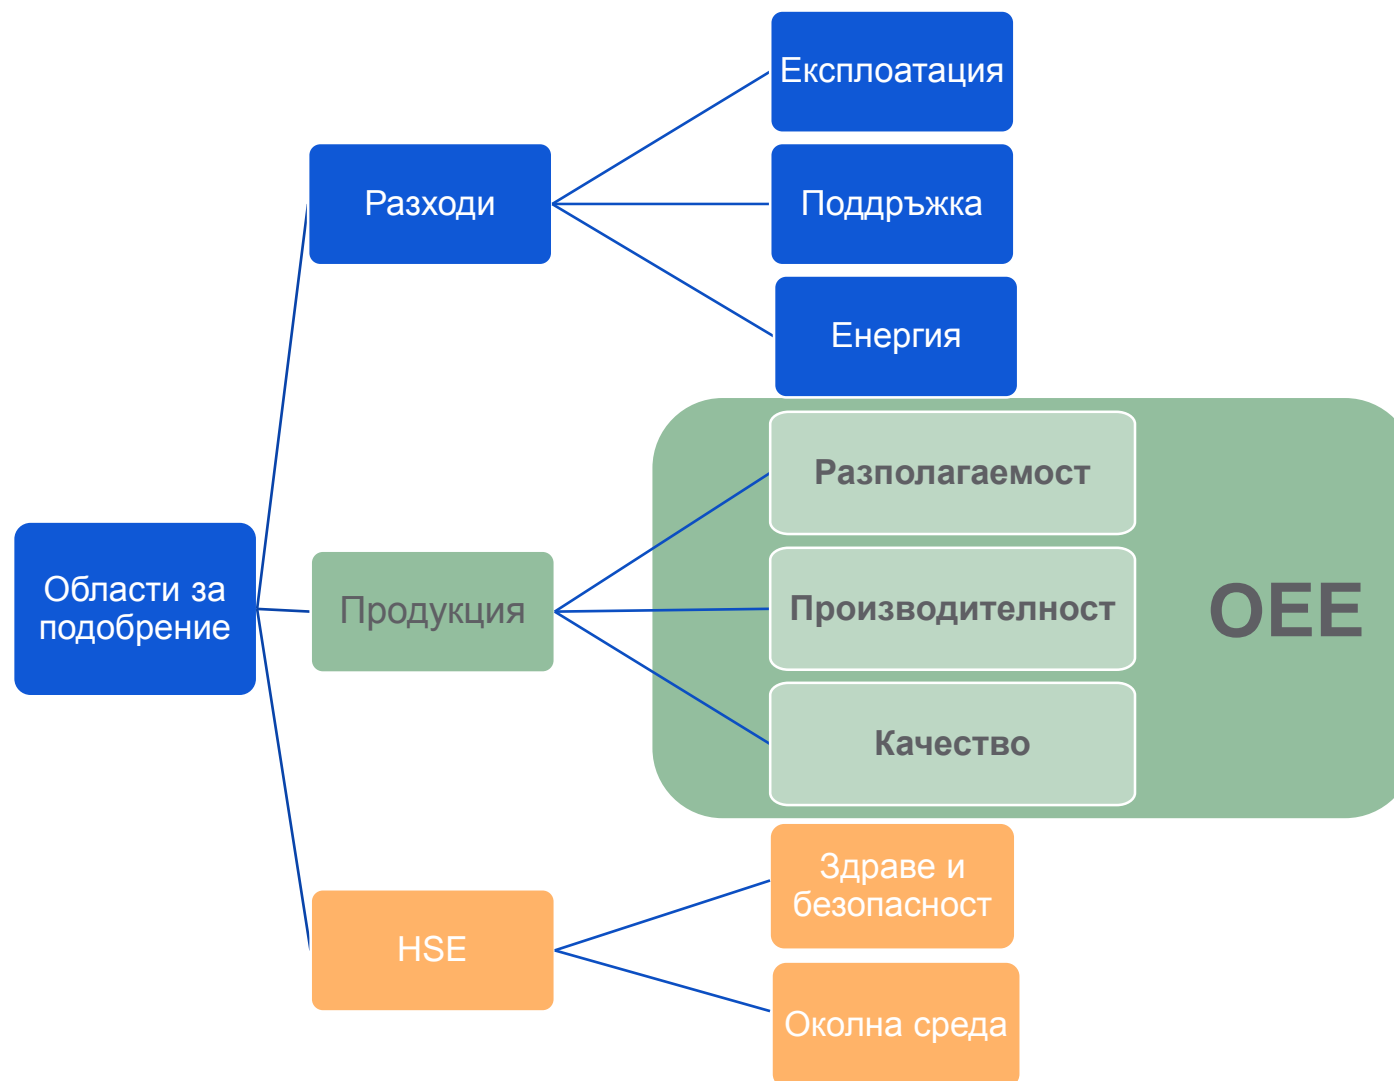 Експлоатация
Разходи
Поддръжка
Енергия
Разполагаемост
Области за
подобрение
Продукция
Производителност
OEE
Качество
Здраве и
безопасност
HSE
Околна среда